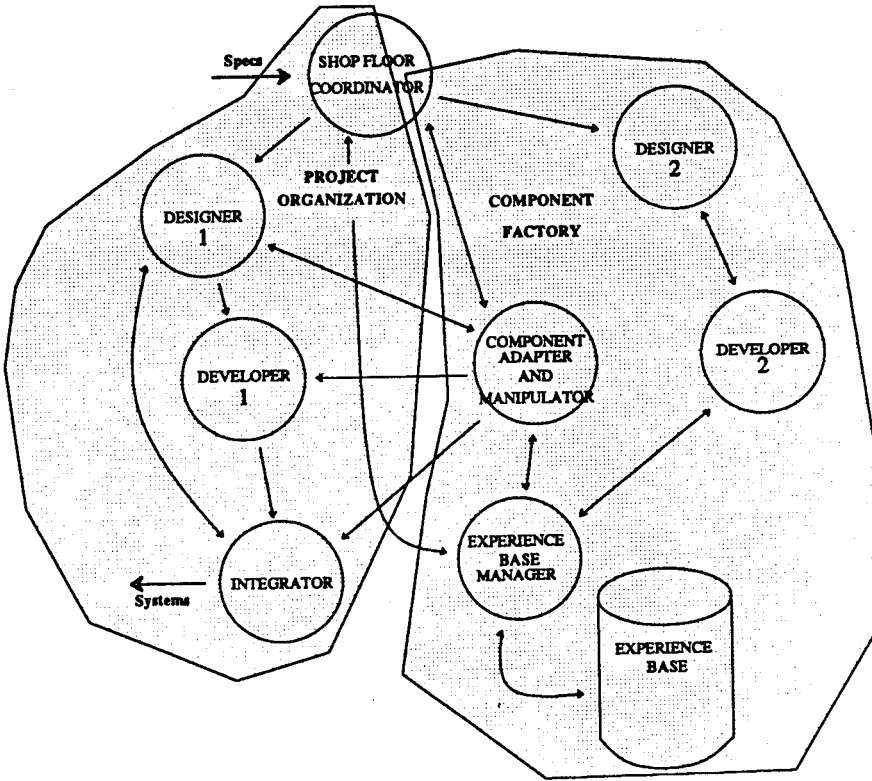 Specs
SHOP FLOOR
COORDINATOR
PROJECT
ORGANIZATION
DESIGNER
1
DEVELOPER
1
INTEGRATOR
Systems
COMPONENT
FACTORY
DESIGNER
2
DEVELOPER
2
COMPONENT
ADAPTER
AND
MANIPULATOR
EXPERIENCE
BASE
MANAGER
EXPERIENCE
BASE